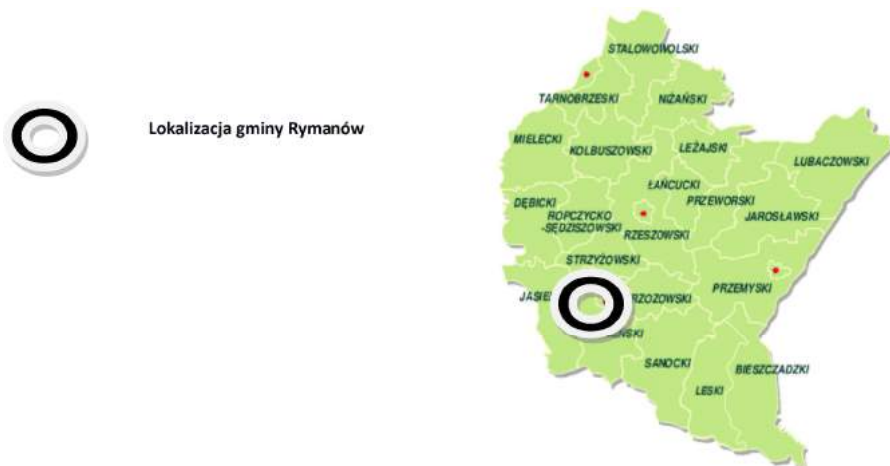 STALOWOWOLSKI
TARNOBRZESKI
NIŻAŃSKI
Lokalizacja gminy Rymanów
MIELECKI
KOLBUSZOWSKI
LEŻAJSKI
LUBACZOWSKI
ŁAŃCUCKI
DĘBICKI
PRZEWORSKI
ROPCZYCKO
-SĘDZISZOWSKI
JAROSŁAWSKI
RZESZOWSKI
STRZYŻOWSKI
PRZEMYSKI
SANOCKI
BIESZCZADZKI
LESKI